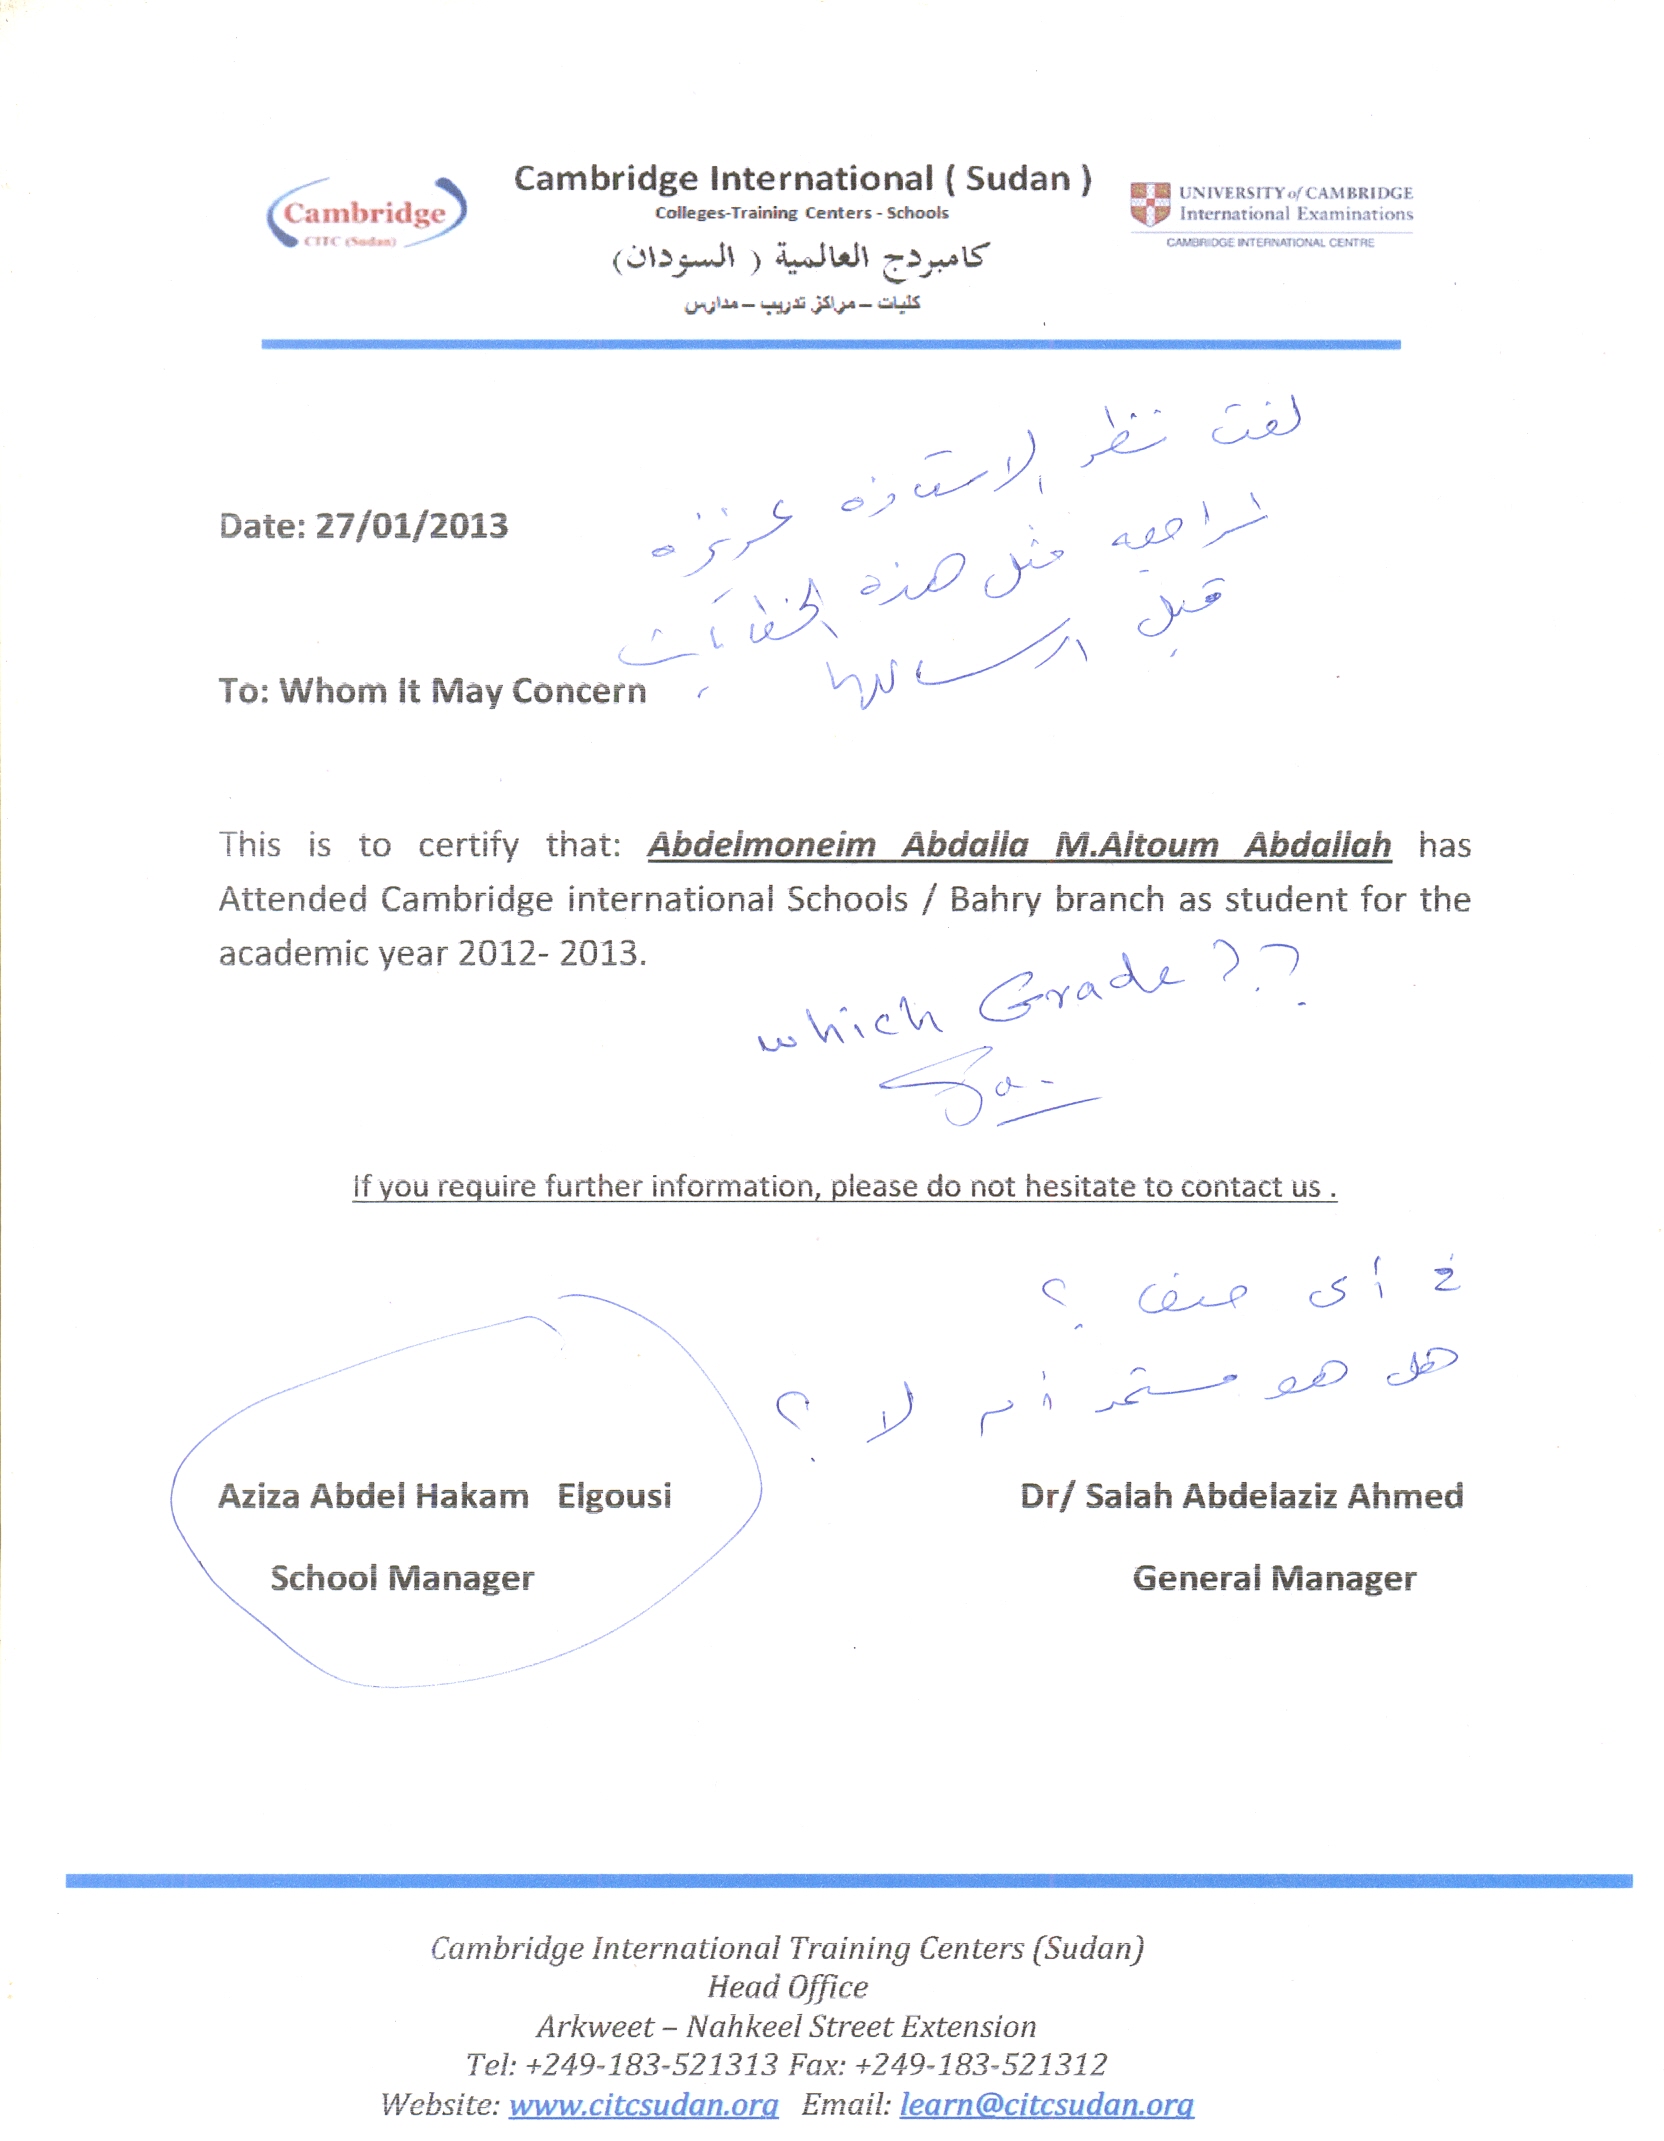 Cambridge
CITC (Sudan)
Cambridge International ( Sudan )
Colleges-Training Centers - Schools
كامبردج العالمية ( السودان)
كليات – مراكز تدريب – مدارس
UNIVERSITY of CAMBRIDGE
International Examinations
CAMBRIDGE INTERNATIONAL CENTRE
لفت نظر الاستاذه عزيزه
لمراجعه مثل هذه الخطابات
قبل ارسالها
Date: 27/01/2013
To: Whom It May Concern
This is to certify that: Abdelmoneim Abdalla M.Altoum Abdallah has
Attended Cambridge international Schools / Bahry branch as student for the
academic year 2012- 2013.
which Grade??
If you require further information, please do not hesitate to contact us .
في أى صف ؟
هل هو مستمر أم لا ؟
Aziza Abdel Hakam Elgousi
Dr/ Salah Abdelaziz Ahmed
School Manager
General Manager
Cambridge International Training Centers (Sudan)
Head Office
Arkweet – Nahkeel Street Extension
Tel: +249-183-521313 Fax: +249-183-521312
Website: www.citcsudan.org Email: learn@citcsudan.org